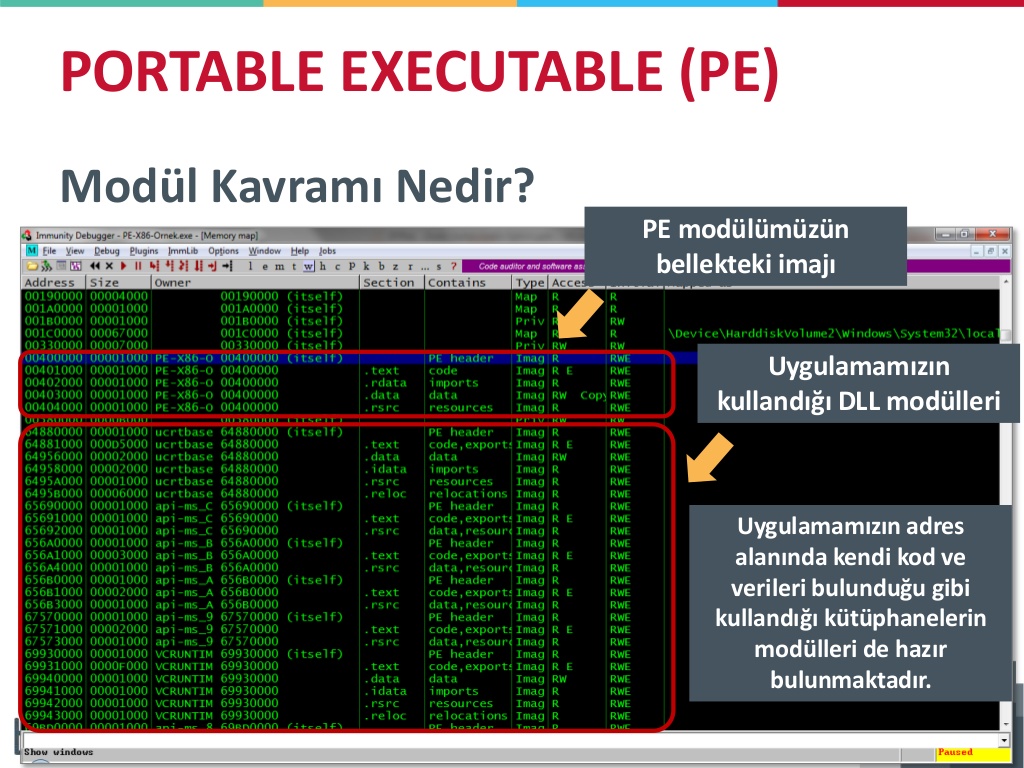 PORTABLE EXECUTABLE (PE)
Modül Kavramı Nedir?
PE modülümüzün
bellekteki imajı
Immunity Debugger - PE-X86-Ornek.exe - [Memory map]
File View Debug Plugins ImmLib Options Window Help Jobs
l e m t w h c P k b z r ... s ? Code auditor and software ass
Address Size Owner Section Contains Type Acces
00190000 00004000 00190000 (itself) Map R R
001A0000 00001000 001A0000 (itself) Map R R
001B0000 00001000 001B0000 (itself) Priv RW
001C0000 00067000 001C0000 (itself) Map R R \Device\HarddiskVolume2\Windows\System32\local
00330000 00007000 00330000 (itself) Priv RW RW
00400000 00001000 PE-X86-O 00400000 (itself) PE header Imag R RWE
00401000 00001000 PE-X86-O 00400000 .text code Imag R E RWE
00402000 00001000 PE-X86-O 00400000 .rdata imports Imag R RWE
00403000 00001000 PE-X86-O 00400000 .data data Imag RW Copy RWE
00404000 00001000 PE-X86-O 00400000 .rsrc resources Imag R RWE
Uygulamamızın
kullandığı DLL modülleri
64880000 00001000 ucrtbase 64880000 (itself) PE header Imag R RWE
64881000 000D5000 ucrtbase 64880000 .text code,exports Imag R E RWE
64956000 00002000 ucrtbase 64880000 .data data Imag RW RWE
64958000 00002000 ucrtbase 64880000 .idata imports Imag R RWE
6495A000 00001000 ucrtbase 64880000 .rsrc resources Imag R RWE
6495B000 00006000 ucrtbase 64880000 .reloc relocations Imag R RWE
65690000 00001000 api-ms_C 65690000 (itself) PE header Imag R RWE
65691000 00001000 api-ms_C 65690000 .text code,exports Imag R E RWE
65692000 00001000 api-ms_C 65690000 .rsrc data,resourc Imag R RWE
656A0000 00001000 api-ms_B 656A0000 (itself) PE header Imag R RWE
656A1000 00003000 api-ms_B 656A0000 .text code,exports Imag R E RWE
656A4000 00001000 api-ms_B 656A0000 .rsrc data,resourc Imag R RWE
656B0000 00001000 api-ms_A 656B0000 (itself) PE header Imag R RWE
656B1000 00002000 api-ms_A 656B0000 .text code,exports Imag R E RWE
656B3000 00001000 api-ms_A 656B0000 .rsrc data,resourc Imag R RWE
67570000 00001000 api-ms_9 67570000 (itself) PE header Imag R RWE
67571000 00002000 api-ms_9 67570000 .text code,exports Imag R E RWE
67573000 00001000 api-ms_9 67570000 .rsrc data,resourc Imag R RWE
69930000 00001000 VCRUNTIM 69930000 (itself) PE header Imag R RWE
69931000 0000F000 VCRUNTIM 69930000 .text code,exports Imag R E RWE
69940000 00001000 VCRUNTIM 69930000 .data data Imag RW RWE
69941000 00001000 VCRUNTIM 69930000 .idata imports Imag R RWE
69942000 00001000 VCRUNTIM 69930000 .rsrc resources Imag R RWE
69943000 00001000 VCRUNTIM 69930000 .reloc relocations Imag R RWE
Uygulamamızın adres
alanında kendi kod ve
verileri bulunduğu gibi
kullandığı kütüphanelerin
modülleri de hazır
bulunmaktadır.
Show windows
Paused